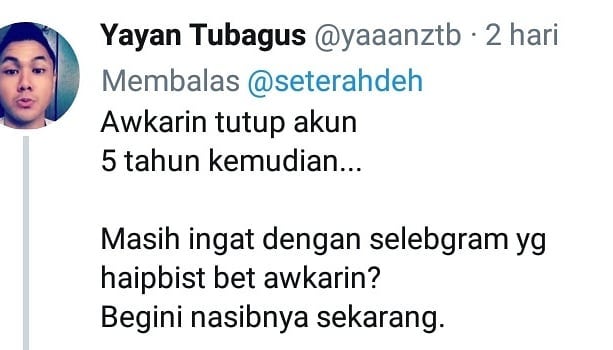 Yayan Tubagus @yaaanztb · 2 hari
Membalas @seterahdeh
Awkarin tutup akun
5 tahun kemudian...
Masih ingat dengan selebgram yg
haipbist bet awkarin?
Begini nasibnya sekarang.